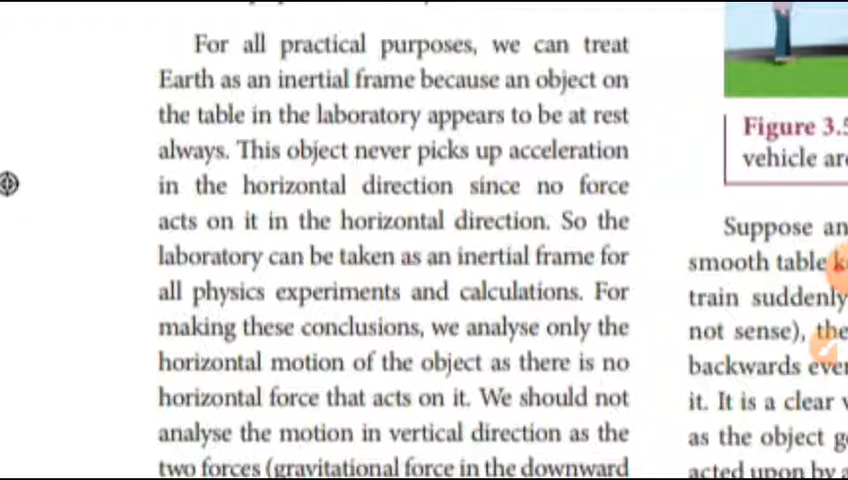 For all practical purposes, we can treat
Earth as an inertial frame because an object on
the table in the laboratory appears to be at rest
always. This object never picks up acceleration
in the horizontal direction since no force
acts on it in the horizontal direction. So the
laboratory can be taken as an inertial frame for
all physics experiments and calculations. For
making these conclusions, we analyse only the
horizontal motion of the object as there is no
horizontal force that acts on it. We should not
analyse the motion in vertical direction as the
two forces (gravitational force in the downward
Figure 3.5
vehicle are
Suppose an
smooth table
train suddenly
not sense), the
backwards even
it. It is a clear
as the object
acted upon by